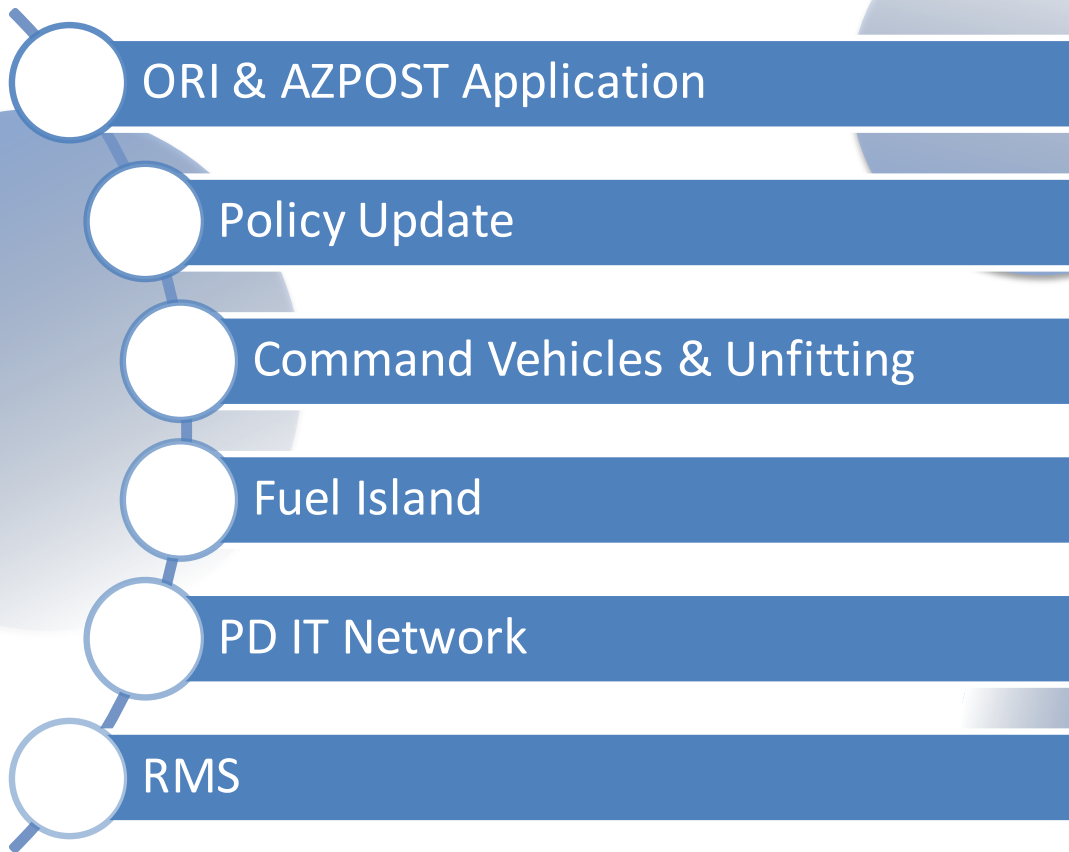 ORI & AZPOST Application
Policy Update
Command Vehicles & Unfitting
Fuel Island
PD IT Network
RMS